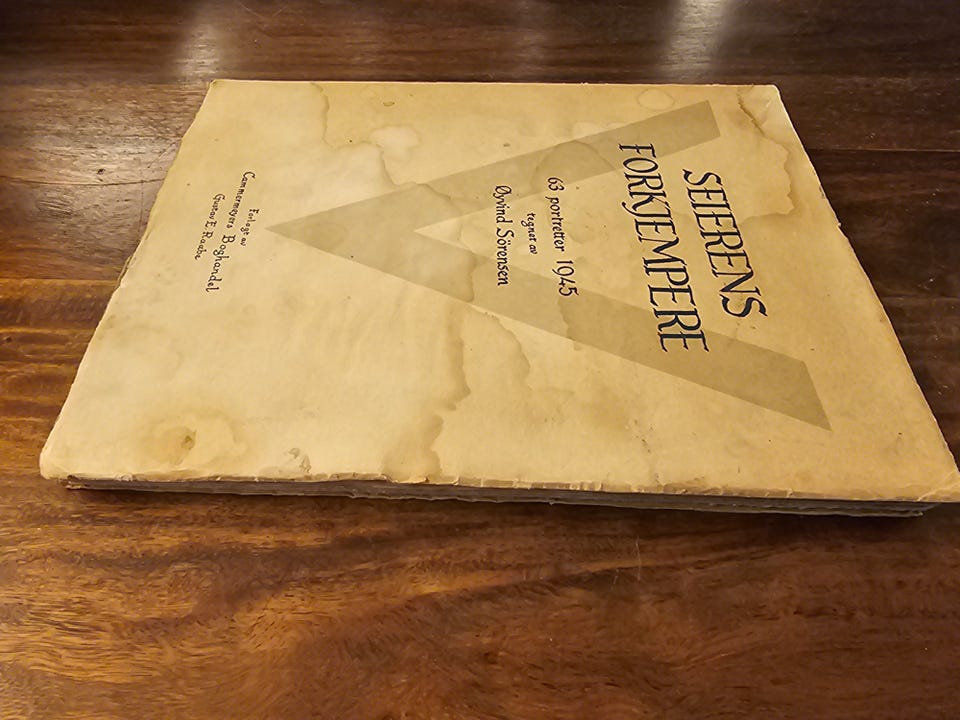 SEIERENS
FORKJEMPERE
63 portretter 1945
tegnet av
Øyvind Sörensen
Forlagt av
Cammermeyers Boghandel
Gustav E. Raabe